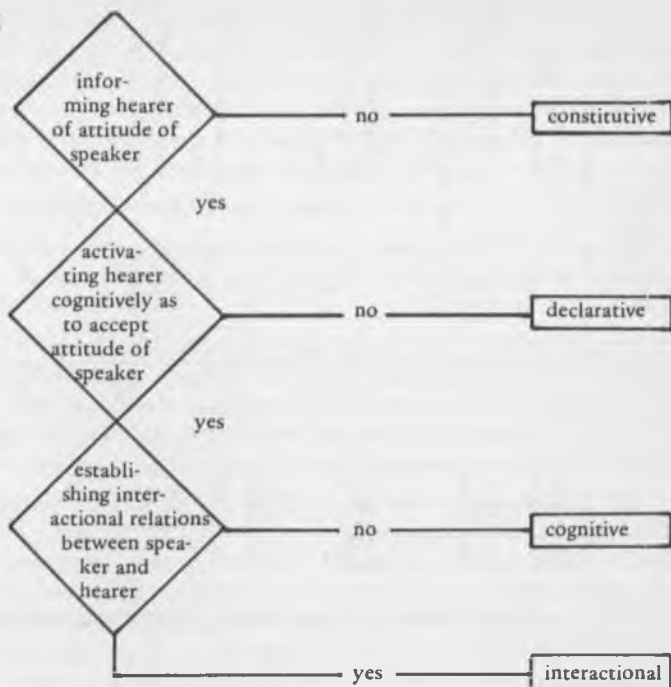 infor-
ming hearer
of attitude of
speaker
no
constitutive
yes
activa-
ting hearer
cognitively as
to accept
attitude of
speaker
no
declarative
yes
establi-
shing inter-
actional relations
between spea-
ker and
hearer
no
cognitive
yes
interactional